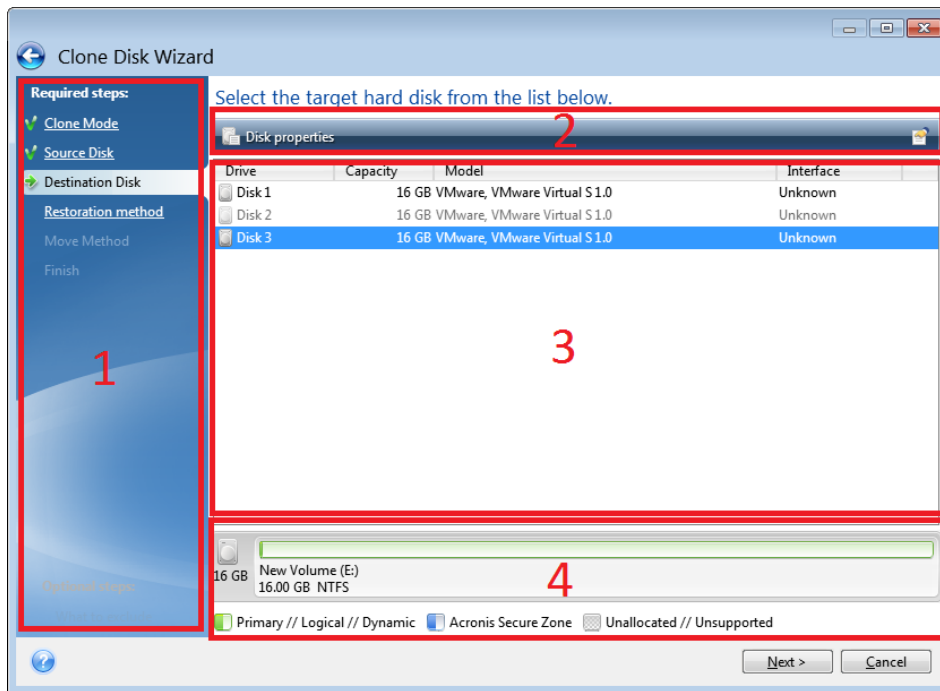 Clone Disk Wizard
Required steps:
Clone Mode
Source Disk
Destination Disk
Restoration method
Move Method
Finish
1
Select the target hard disk from the list below.
Disk properties
2
Drive Capacity Model Interface
Disk 1 16 GB VMware, VMware Virtual S 1.0 Unknown
Disk 2 16 GB VMware, VMware Virtual S 1.0 Unknown
Disk 3 16 GB VMware, VMware Virtual S 1.0 Unknown
3
16 GB
New Volume (E:)
16.00 GB NTFS
4
Primary // Logical // Dynamic Acronis Secure Zone Unallocated // Unsupported
Next > Cancel